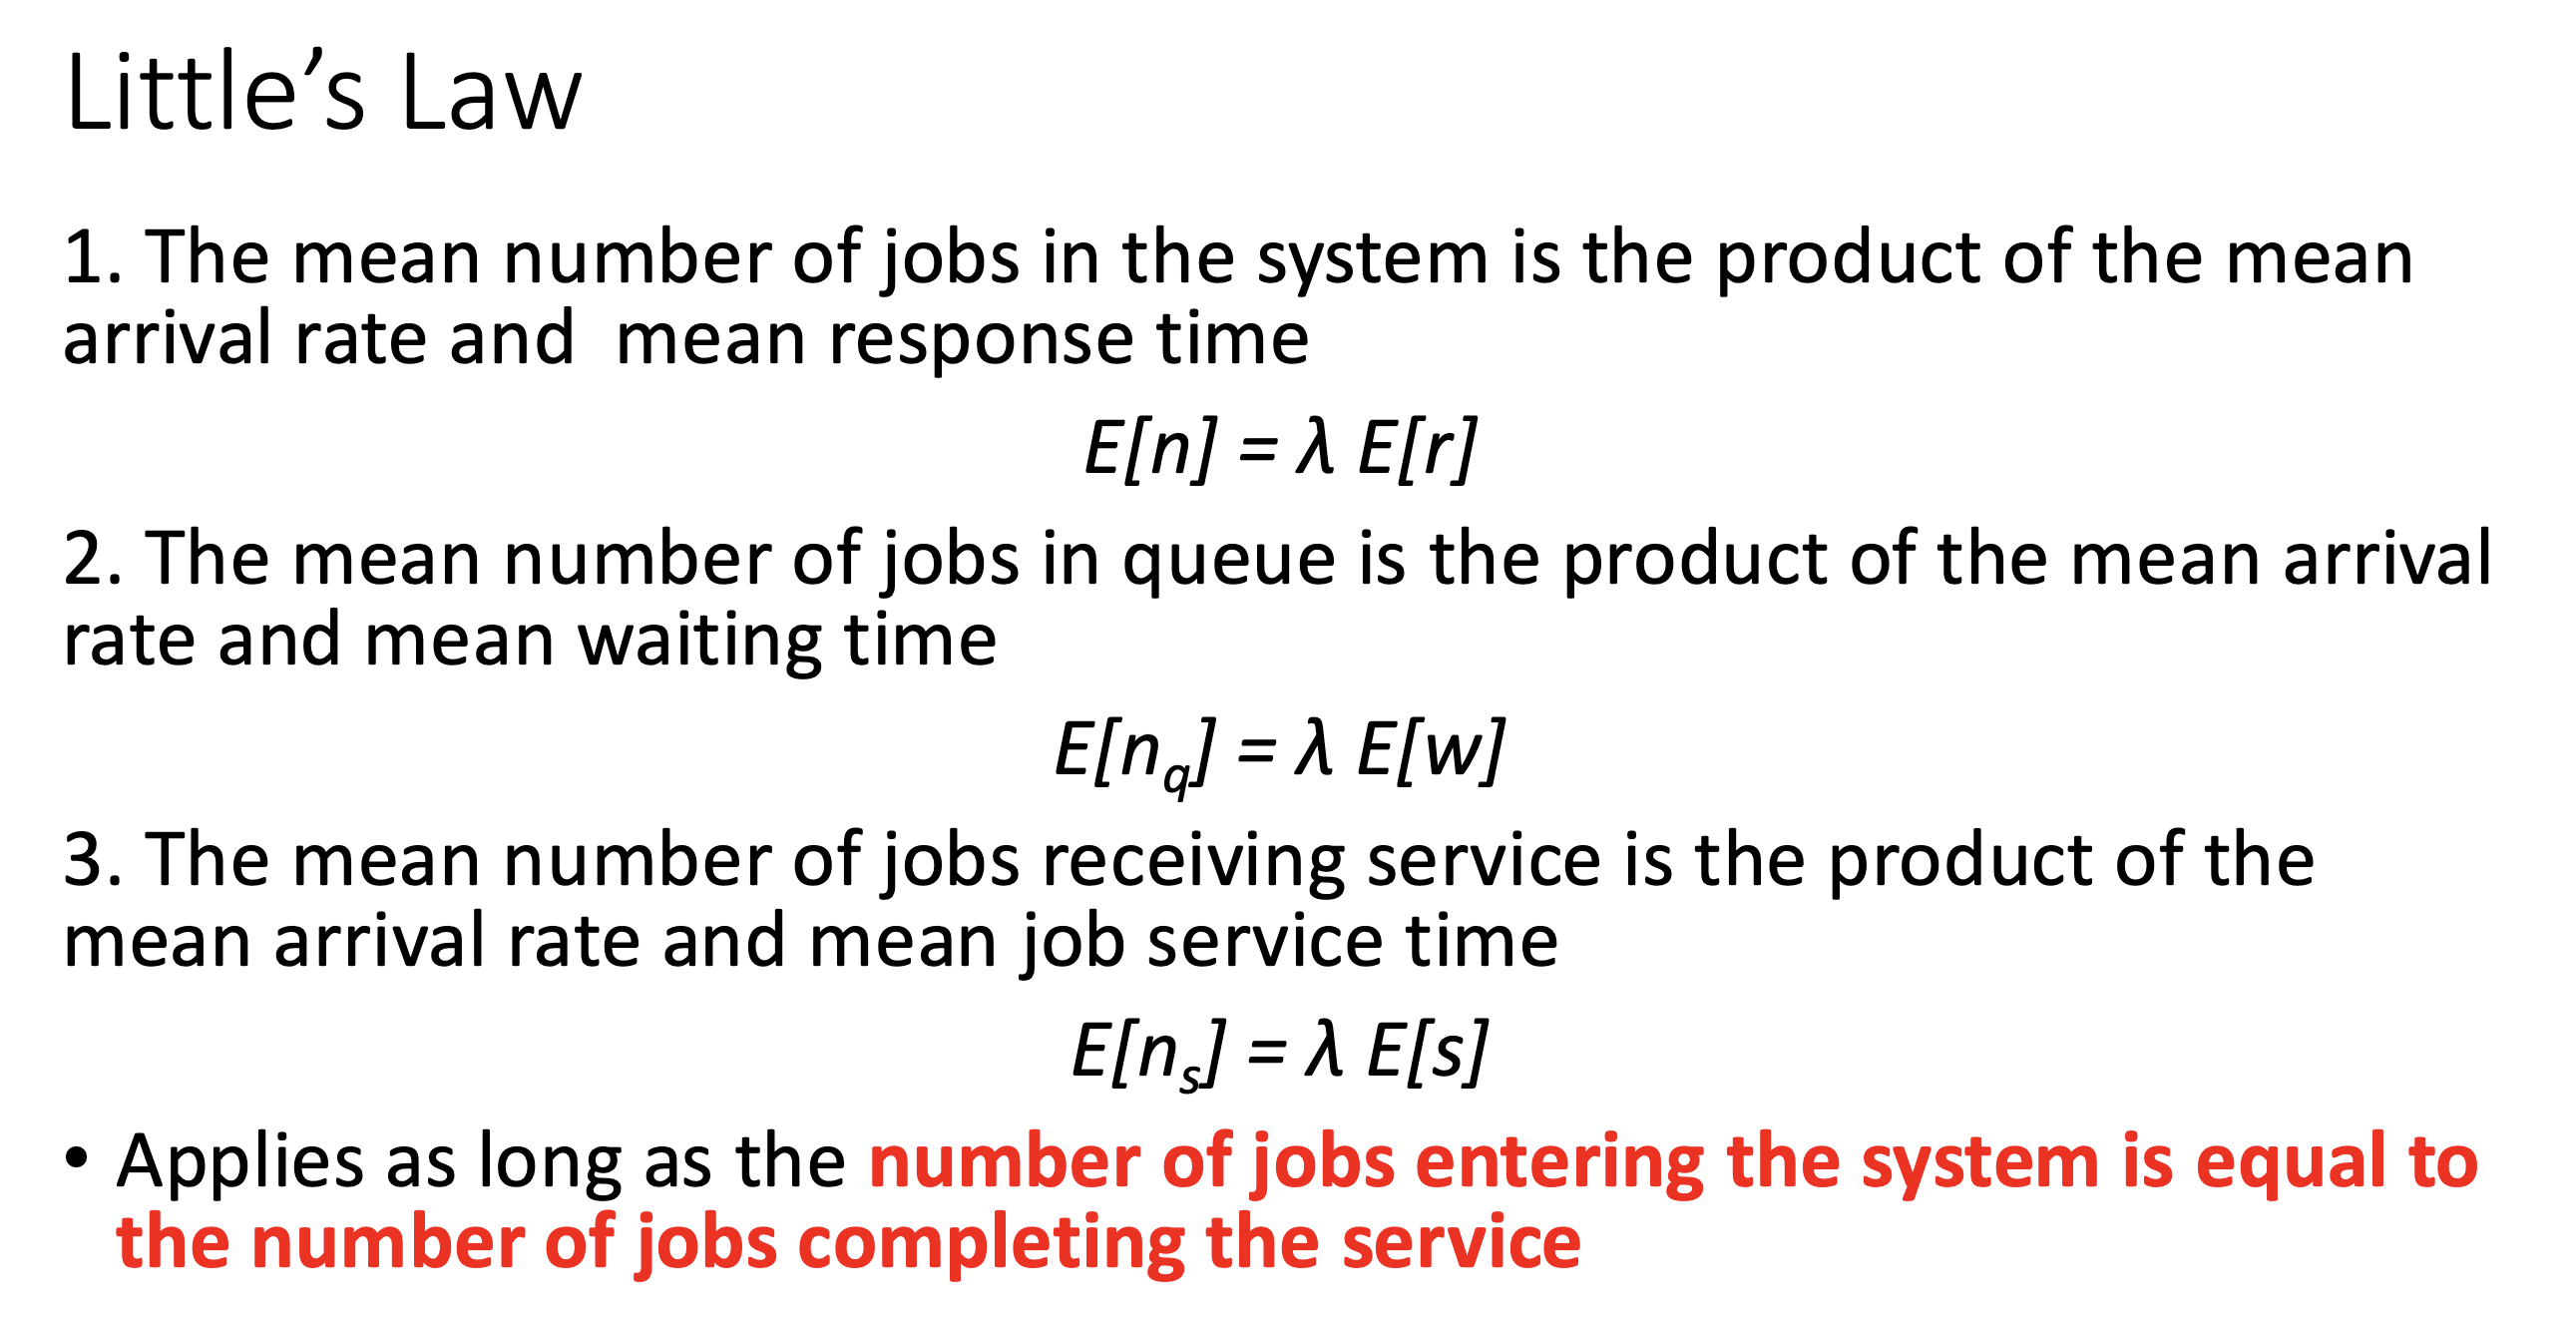 Little’s Law
1. The mean number of jobs in the system is the product of the mean
arrival rate and  mean response time
E[n] = λ E[r]
2. The mean number of jobs in queue is the product of the mean arrival
rate and mean waiting time
E[n_q] = λ E[w]
3. The mean number of jobs receiving service is the product of the
mean arrival rate and mean job service time
E[n_s] = λ E[s]
• Applies as long as the number of jobs entering the system is equal to
the number of jobs completing the service